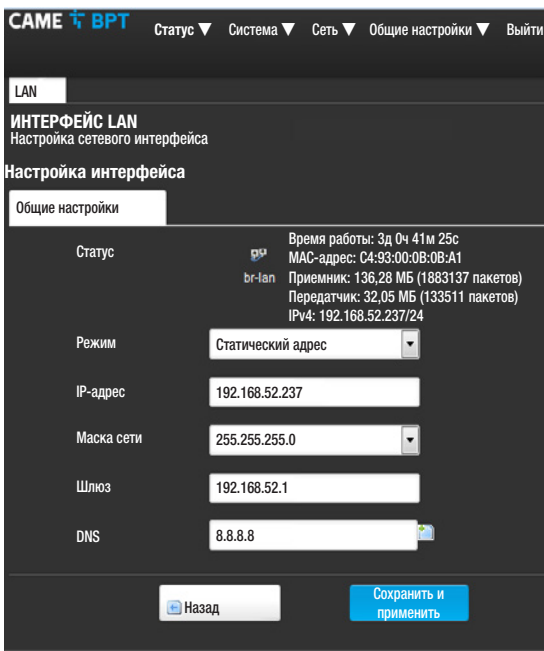 CAME BPT
Статус ▼ Система ▼ Сеть ▼ Общие настройки ▼ Выйти
LAN
ИНТЕРФЕЙС LAN
Настройка сетевого интерфейса
Настройка интерфейса
Общие настройки
Статус
br-lan
Время работы: 3д 0ч 41м 25с
MAC-адрес: C4:93:00:0B:0B:A1
Приемник: 136,28 МБ (1883137 пакетов)
Передатчик: 32,05 МБ (133511 пакетов)
IPv4: 192.168.52.237/24
Режим Статический адрес
IP-адрес 192.168.52.237
Маска сети 255.255.255.0
Шлюз 192.168.52.1
DNS 8.8.8.8
Назад
Сохранить и
применить